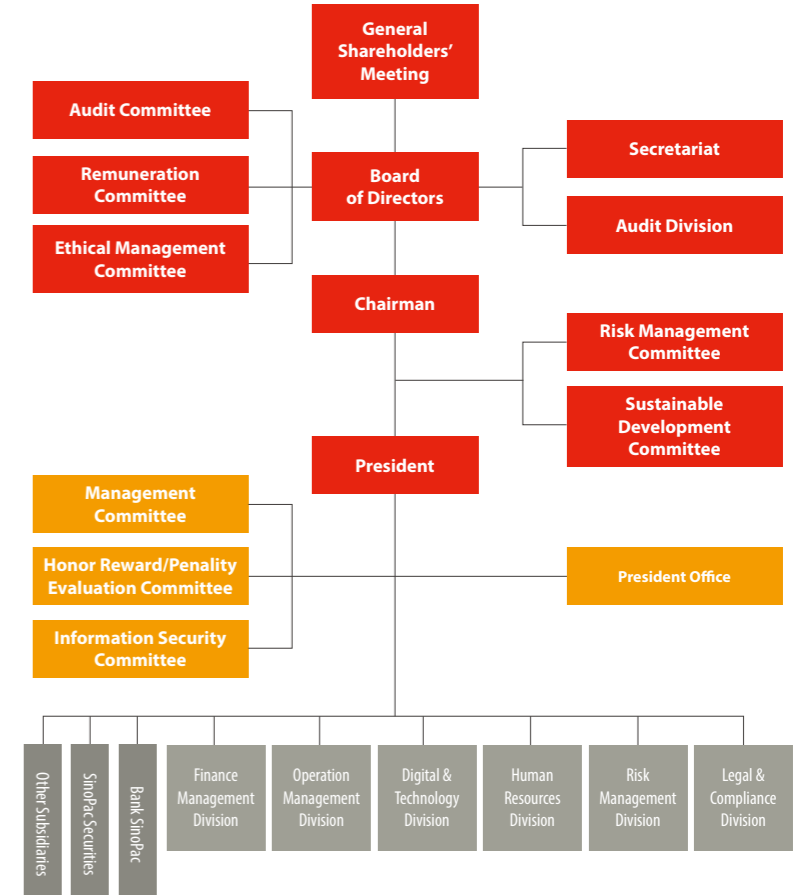 General
Shareholders’
Meeting
Audit Committee
Remuneration
Committee
Ethical Management
Committee
Board
of Directors
Secretariat
Audit Division
Chairman
Risk Management
Committee
Sustainable
Development
Committee
President
Management
Committee
Honor Reward/Penality
Evaluation Committee
Information Security
Committee
President Office
Other Subsidiaries
SinoPac Securities
Bank SinoPac
Finance
Management
Division
Operation
Management
Division
Digital &
Technology
Division
Human
Resources
Division
Risk
Management
Division
Legal &
Compliance
Division